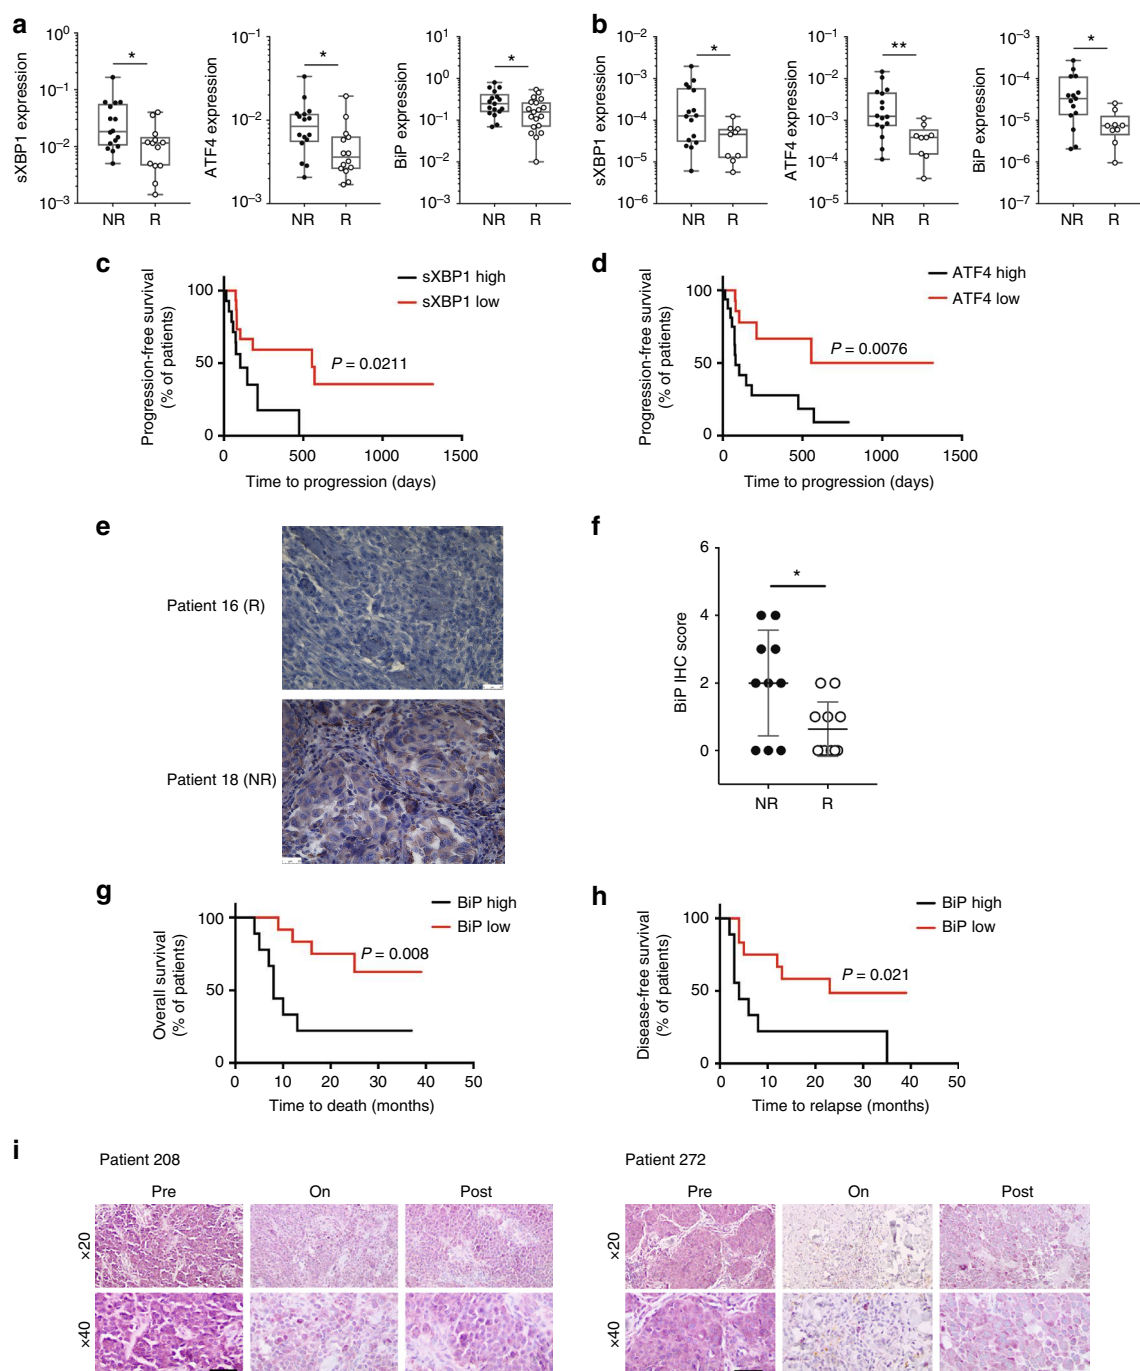 a
sXBP1 expression
10⁰
10⁻¹
10⁻²
10⁻³
*
NR R
ATF4 expression
10⁻¹
10⁻²
10⁻³
*
NR R
BiP expression
10¹
10⁰
10⁻¹
10⁻²
10⁻³
*
NR R
b
sXBP1 expression
10⁻²
10⁻³
10⁻⁴
10⁻⁵
10⁻⁶
*
NR R
ATF4 expression
10⁻¹
10⁻²
10⁻³
10⁻⁴
10⁻⁵
**
NR R
BiP expression
10⁻³
10⁻⁴
10⁻⁵
10⁻⁶
10⁻⁷
*
NR R
c
Progression-free survival
(% of patients)
100
50
0
sXBP1 high
sXBP1 low
P = 0.0211
0 500 1000 1500
Time to progression (days)
d
Progression-free survival
(% of patients)
100
50
0
ATF4 high
ATF4 low
P = 0.0076
0 500 1000 1500
Time to progression (days)
e
Patient 16 (R)
Patient 18 (NR)
f
BiP IHC score
6
4
2
0
*
NR R
g
Overall survival
(% of patients)
100
50
0
BiP high
BiP low
P = 0.008
0 10 20 30 40 50
Time to death (months)
h
Disease-free survival
(% of patients)
100
50
0
BiP high
BiP low
P = 0.021
0 10 20 30 40 50
Time to relapse (months)
i
Patient 208
Pre On Post
×20
×40
Patient 272
Pre On Post
×20
×40